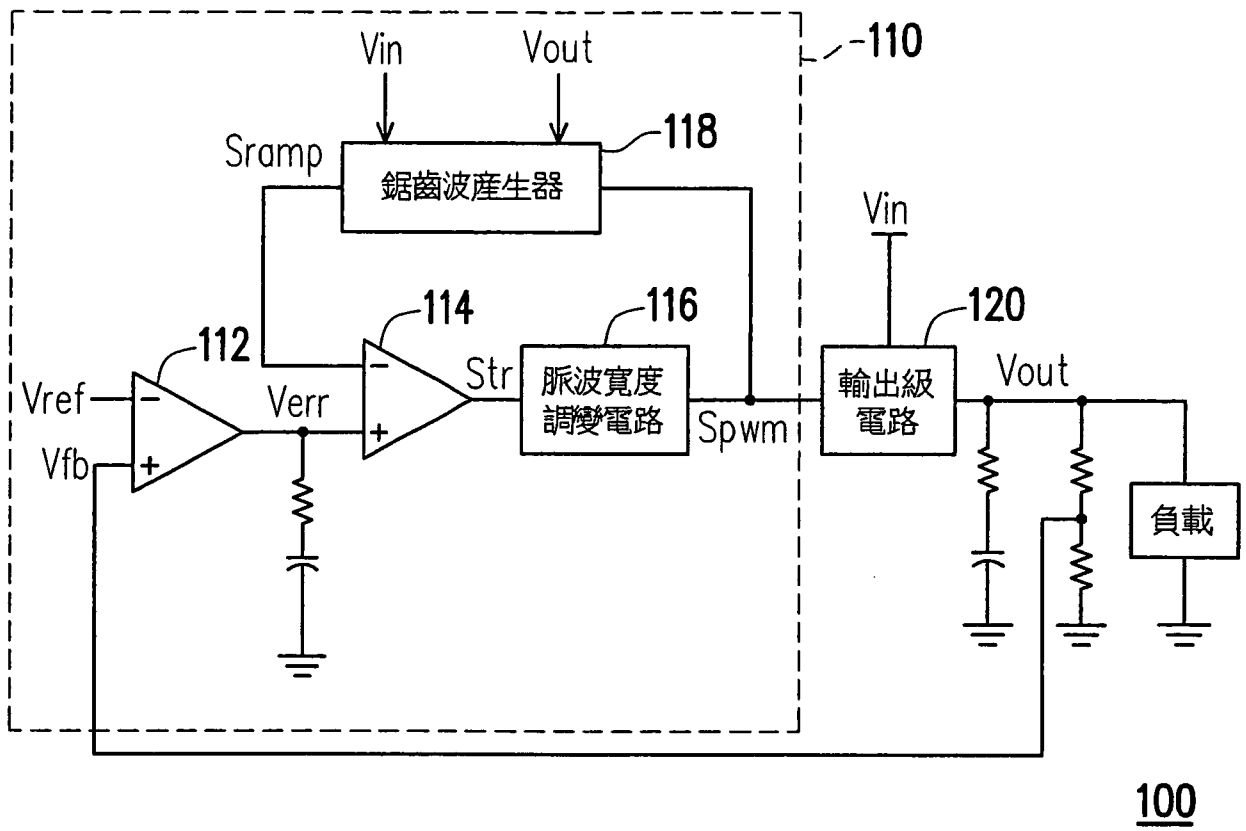 Vin
Vout
110
Sramp
118
鋸齒波産生器
Vin
112
114
116
120
Vref
Verr
Str
脈波寬度
調變電路
Spwm
輸出級
電路
Vout
Vfb
負載
100